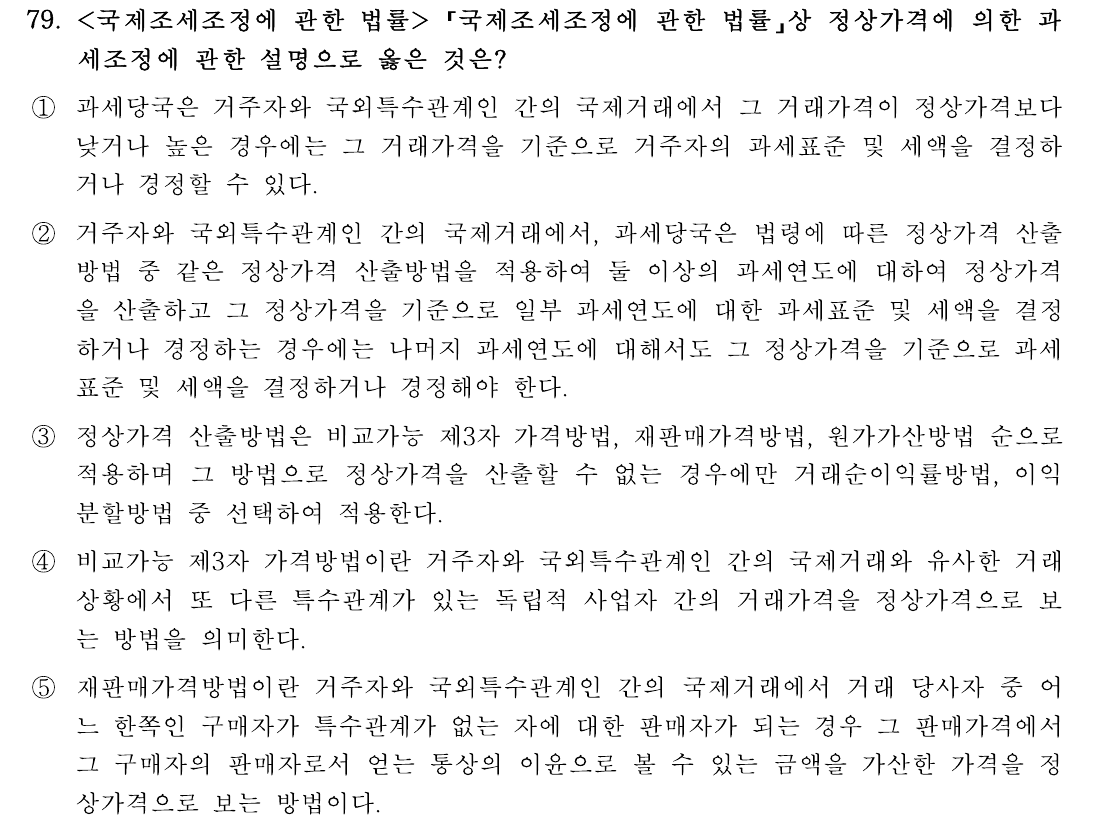 79. <국제조세조정에 관한 법률> 「국제조세조정에 관한 법률」상 정상가격에 의한 과
세조정에 관한 설명으로 옳은 것은?
① 과세당국은 거주자와 국외특수관계인 간의 국제거래에서 그 거래가격이 정상가격보다
낮거나 높은 경우에는 그 거래가격을 기준으로 거주자의 과세표준 및 세액을 결정하
거나 경정할 수 있다.
② 거주자와 국외특수관계인 간의 국제거래에서, 과세당국은 법령에 따른 정상가격 산출
방법 중 같은 정상가격 산출방법을 적용하여 둘 이상의 과세연도에 대하여 정상가격
을 산출하고 그 정상가격을 기준으로 일부 과세연도에 대한 과세표준 및 세액을 결정
하거나 경정하는 경우에는 나머지 과세연도에 대해서도 그 정상가격을 기준으로 과세
표준 및 세액을 결정하거나 경정해야 한다.
③ 정상가격 산출방법은 비교가능 제3자 가격방법, 재판매가격방법, 원가가산방법 순으로
적용하며 그 방법으로 정상가격을 산출할 수 없는 경우에만 거래순이익률방법, 이익
분할방법 중 선택하여 적용한다.
④ 비교가능 제3자 가격방법이란 거주자와 국외특수관계인 간의 국제거래와 유사한 거래
상황에서 또 다른 특수관계가 있는 독립적 사업자 간의 거래가격을 정상가격으로 보
는 방법을 의미한다.
⑤ 재판매가격방법이란 거주자와 국외특수관계인 간의 국제거래에서 거래 당사자 중 어
느 한쪽인 구매자가 특수관계가 없는 자에 대한 판매자가 되는 경우 그 판매가격에서
그 구매자의 판매자로서 얻는 통상의 이윤으로 볼 수 있는 금액을 가산한 가격을 정
상가격으로 보는 방법이다.